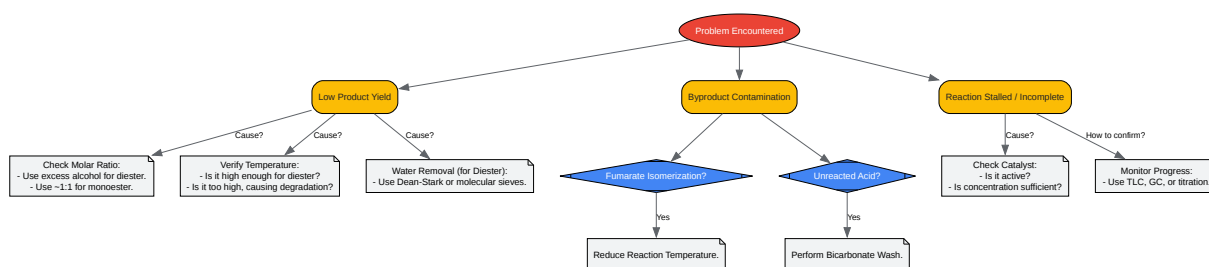 Problem Encountered
Low Product Yield
Byproduct Contamination
Reaction Stalled / Incomplete
Cause?
Cause?
Cause?
Cause?
How to confirm?
Check Molar Ratio:
- Use excess alcohol for diester.
- Use ~1:1 for monoester.
Verify Temperature:
- Is it high enough for diester?
- Is it too high, causing degradation?
Water Removal (for Diester):
- Use Dean-Stark or molecular sieves.
Fumarate Isomerization?
Unreacted Acid?
Check Catalyst:
- Is it active?
- Is concentration sufficient?
Monitor Progress:
- Use TLC, GC, or titration.
Yes
Yes
Reduce Reaction Temperature.
Perform Bicarbonate Wash.